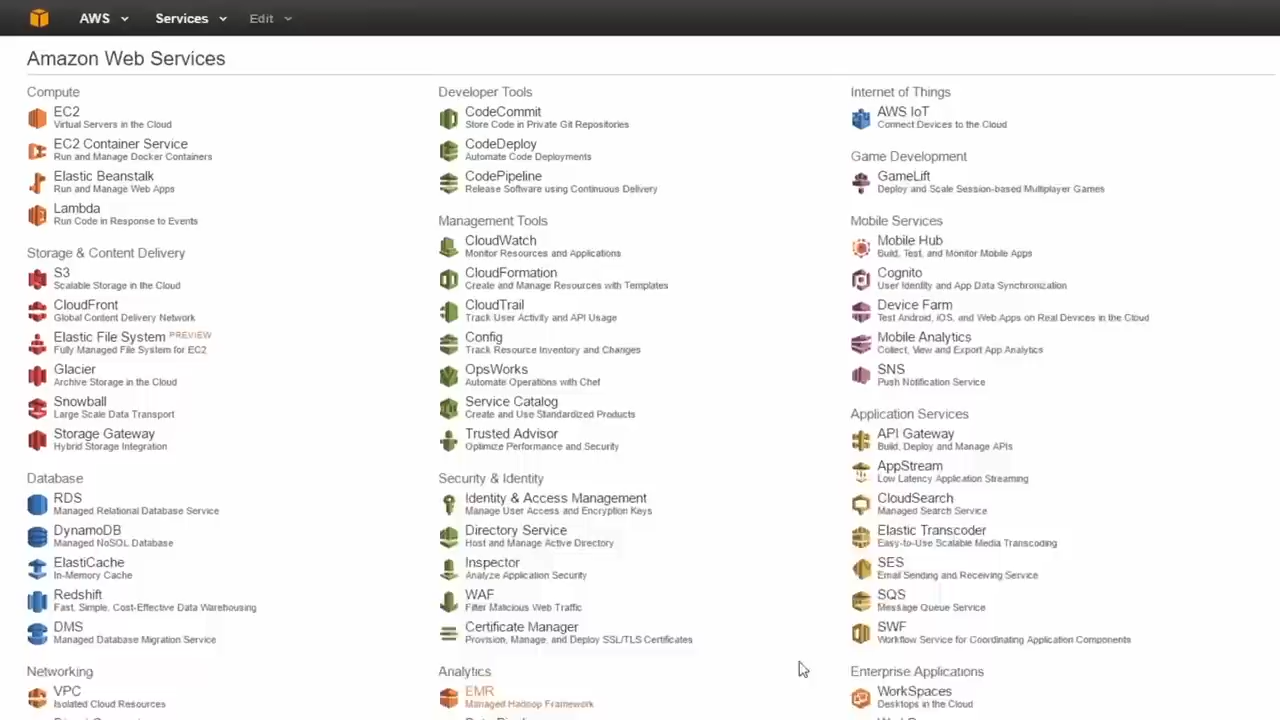 AWS
Services
Edit
Amazon Web Services
Compute
EC2
Virtual Servers in the Cloud
EC2 Container Service
Run and Manage Docker Containers
Elastic Beanstalk
Run and Manage Web Apps
Lambda
Run Code in Response to Events
Storage & Content Delivery
S3
Scalable Storage in the Cloud
CloudFront
Global Content Delivery Network
Elastic File System PREVIEW
Fully Managed File System for EC2
Glacier
Archive Storage in the Cloud
Snowball
Large Scale Data Transport
Storage Gateway
Hybrid Storage Integration
Database
RDS
Managed Relational Database Service
DynamoDB
Managed NoSQL Database
ElastiCache
In-Memory Cache
Redshift
Fast, Simple, Cost-Effective Data Warehousing
DMS
Managed Database Migration Service
Networking
VPC
Isolated Cloud Resources
Developer Tools
CodeCommit
Store Code in Private Git Repositories
CodeDeploy
Automate Code Deployments
CodePipeline
Release Software using Continuous Delivery
Management Tools
CloudWatch
Monitor Resources and Applications
CloudFormation
Create and Manage Resources with Templates
CloudTrail
Track User Activity and API Usage
Config
Track Resource Inventory and Changes
OpsWorks
Automate Operations with Chef
Service Catalog
Create and Use Standardized Products
Trusted Advisor
Optimize Performance and Security
Security & Identity
Identity & Access Management
Manage User Access and Encryption Keys
Directory Service
Host and Manage Active Directory
Inspector
Analyze Application Security
WAF
Filter Malicious Web Traffic
Certificate Manager
Provision, Manage, and Deploy SSL/TLS Certificates
Analytics
EMR
Managed Hadoop Framework
Internet of Things
AWS IoT
Connect Devices to the Cloud
Game Development
GameLift
Deploy and Scale Session-based Multiplayer Games
Mobile Services
Mobile Hub
Build, Test, and Monitor Mobile Apps
Cognito
User Identity and App Data Synchronization
Device Farm
Test Android, iOS, and Web Apps on Real Devices in the Cloud
Mobile Analytics
Collect, View and Export App Analytics
SNS
Push Notification Service
Application Services
API Gateway
Build, Deploy and Manage APIs
AppStream
Low Latency Application Streaming
CloudSearch
Managed Search Service
Elastic Transcoder
Easy-to-Use Scalable Media Transcoding
SES
Email Sending and Receiving Service
SQS
Message Queue Service
SWF
Workflow Service for Coordinating Application Components
Enterprise Applications
WorkSpaces
Desktops in the Cloud